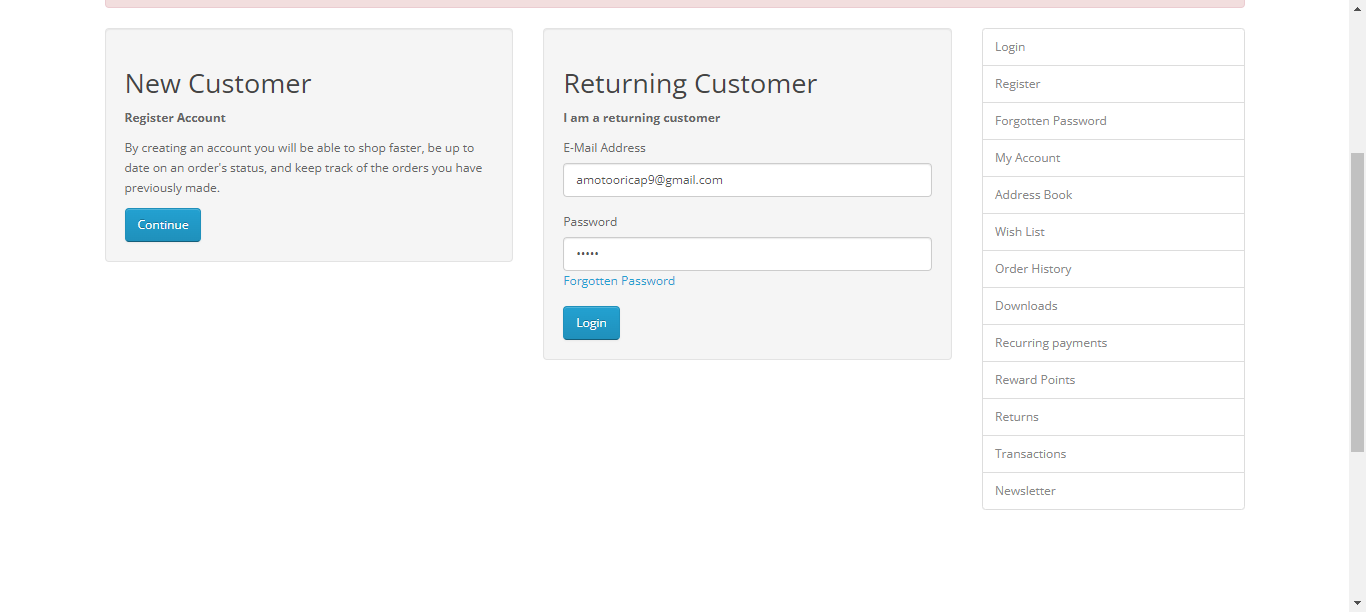 New Customer
Register Account
By creating an account you will be able to shop faster, be up to
date on an order's status, and keep track of the orders you have
previously made.
Continue
Returning Customer
I am a returning customer
E-Mail Address
amotooricap9@gmail.com
Password
•••••
Forgotten Password
Login
Login
Register
Forgotten Password
My Account
Address Book
Wish List
Order History
Downloads
Recurring payments
Reward Points
Returns
Transactions
Newsletter